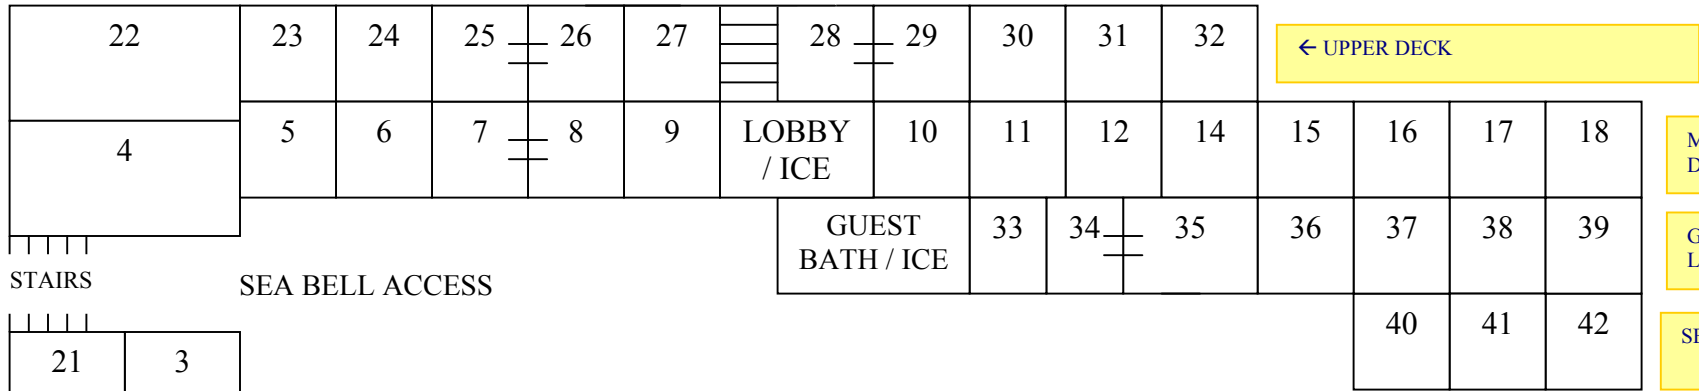 22 23 24 25 26 27 28 29 30 31 32 ← UPPER DECK
4 5 6 7 8 9 LOBBY / ICE 10 11 12 14 15 16 17 18
GUEST BATH / ICE 33 34 35 36 37 38 39
STAIRS
SEA BELL ACCESS
21 3 40 41 42